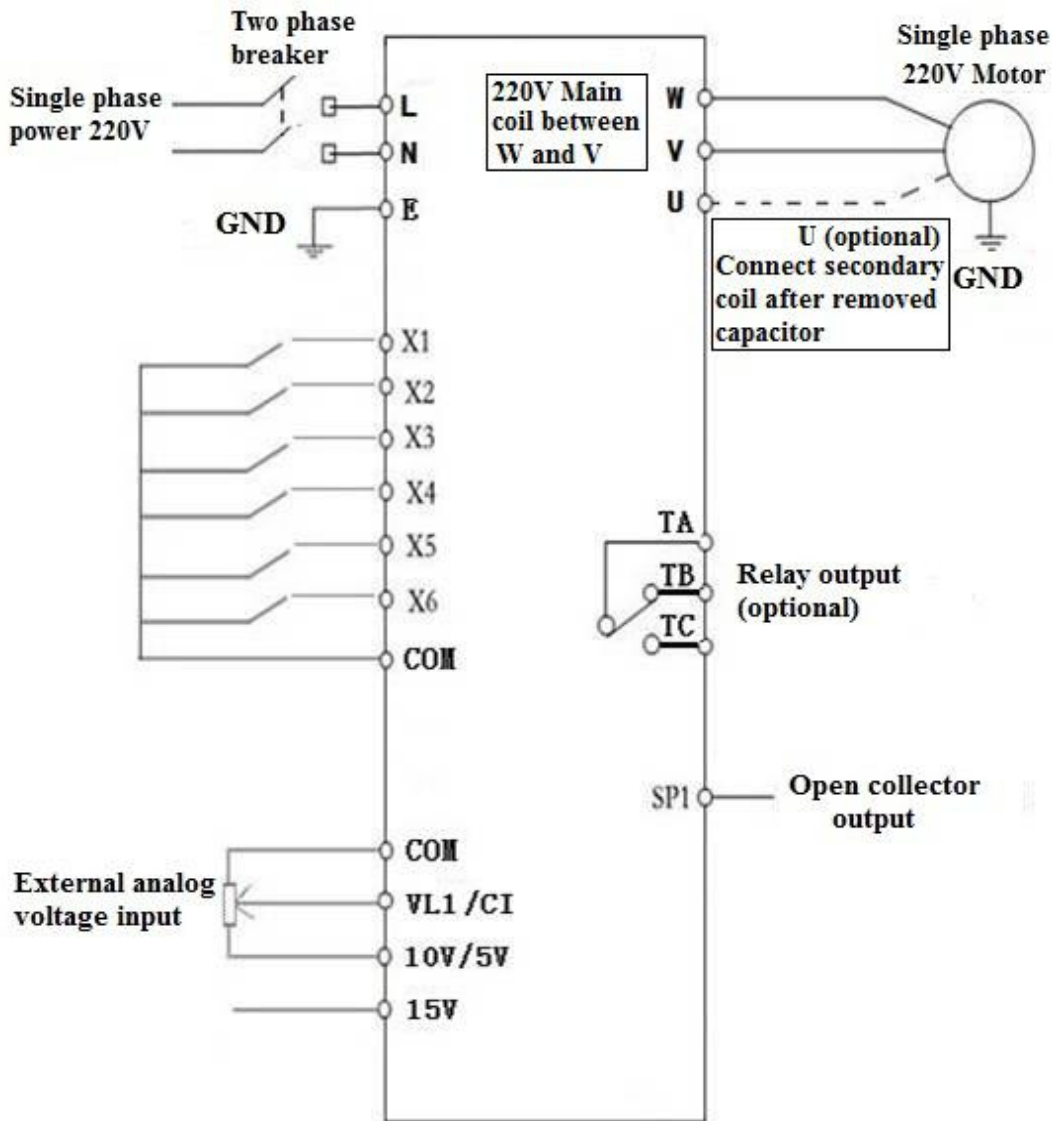 Two phase
breaker
Single phase
power 220V
L
N
E
GND
220V Main
coil between
W and V
W
V
U
Single phase
220V Motor
U (optional)
Connect secondary
coil after removed
capacitor
GND
X1
X2
X3
X4
X5
X6
COM
TA
TB
TC
Relay output
(optional)
SP1
Open collector
output
External analog
voltage input
COM
VL1 /CI
10V/5V
15V